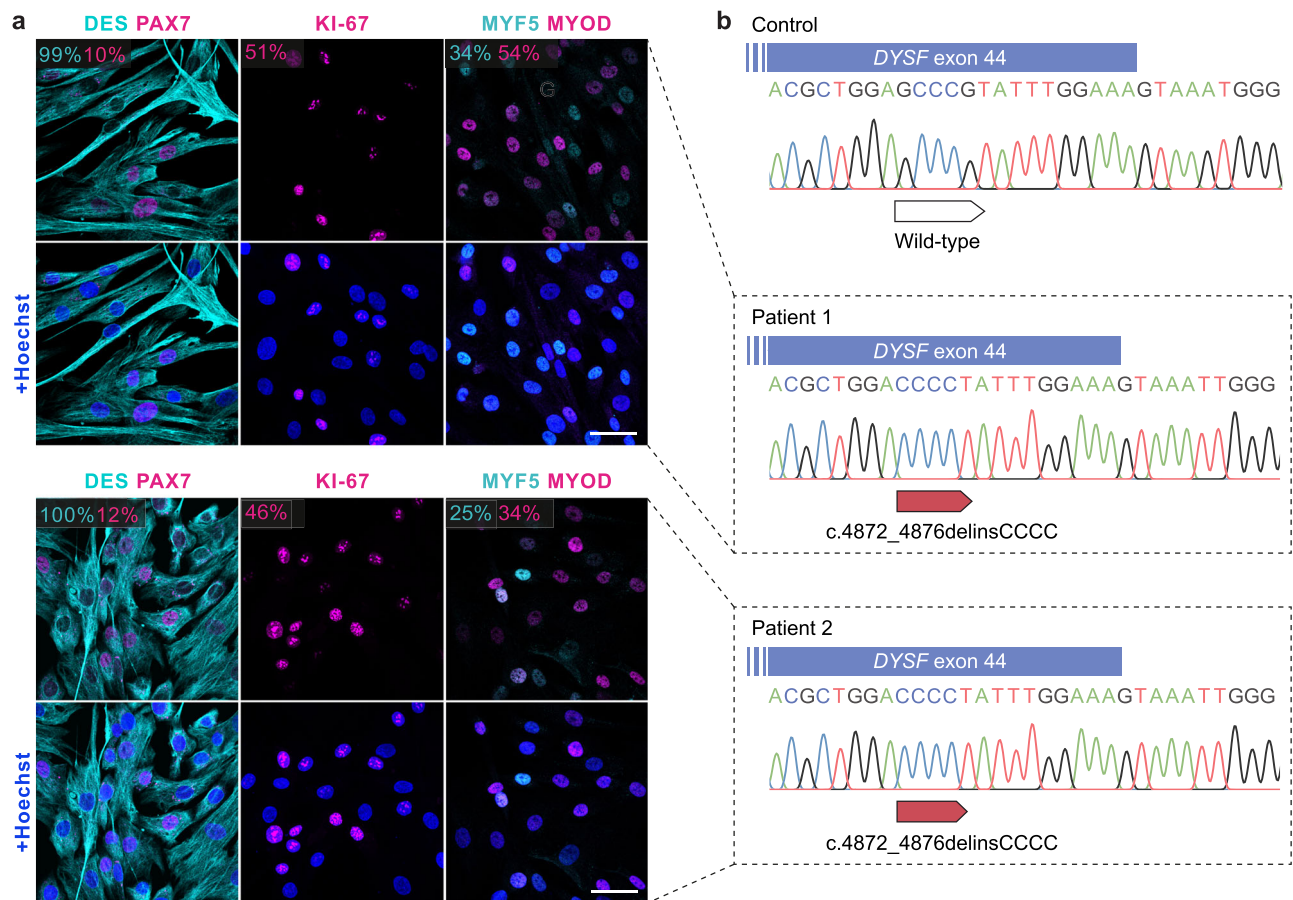 a
DES PAX7
KI-67
MYF5 MYOD
99% 10%
51%
34% 54%
G
+Hoechst
DES PAX7
KI-67
MYF5 MYOD
100% 12%
46%
25% 34%
+Hoechst
b
Control
DYSF exon 44
ACGCTGGAGCCCGTATTTGGAAAGTAAATGGG
Wild-type
Patient 1
DYSF exon 44
ACGCTGGACCCCTATTTGGAAAGTAAATTGGG
c.4872_4876delinsCCCC
Patient 2
DYSF exon 44
ACGCTGGACCCCTATTTGGAAAGTAAATTGGG
c.4872_4876delinsCCCC